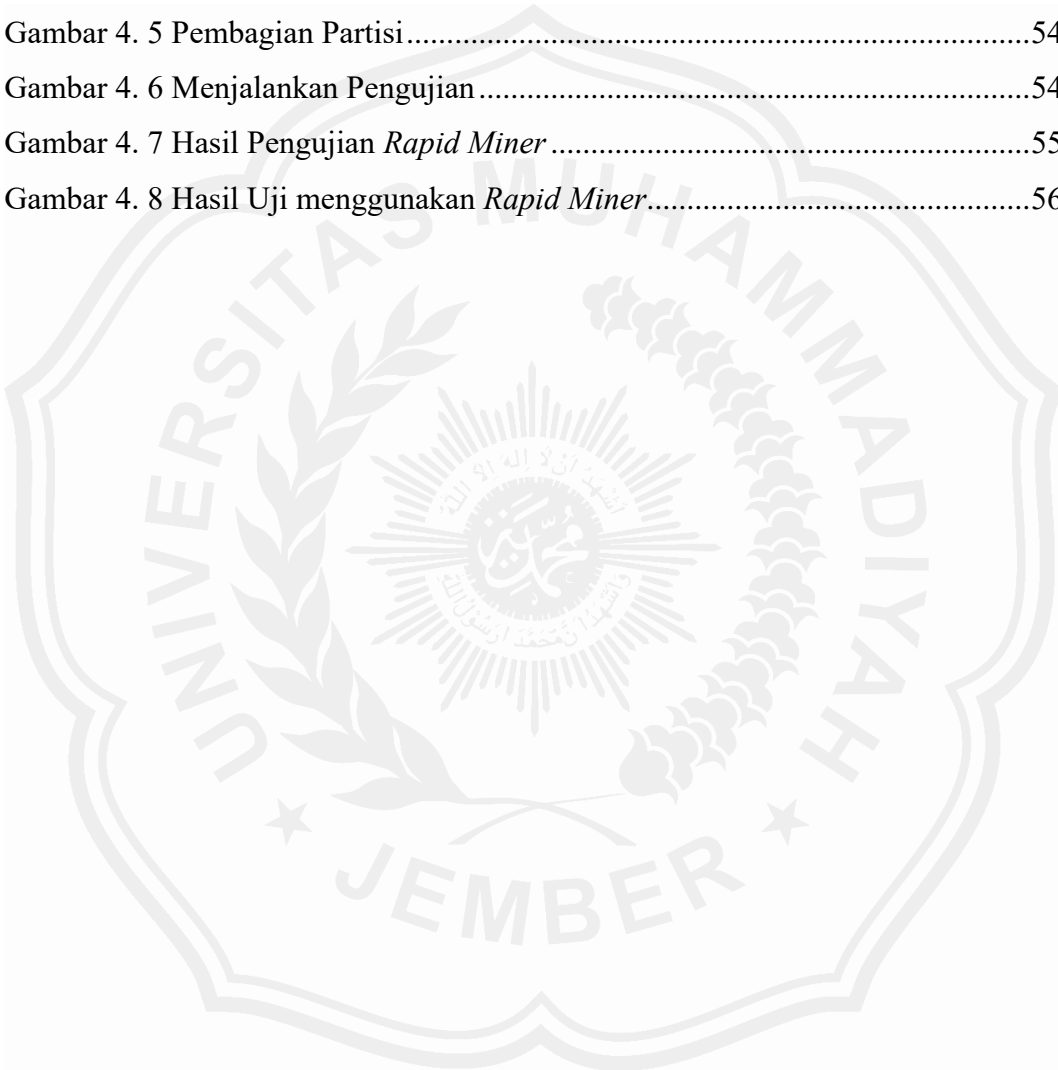 Gambar 4. 5 Pembagian Partisi.......................................................................................54
Gambar 4. 6 Menjalankan Pengujian.............................................................................54
Gambar 4. 7 Hasil Pengujian Rapid Miner...................................................................55
Gambar 4. 8 Hasil Uji menggunakan Rapid Miner......................................................56
UNIVERSITAS MUHAMMADIYAH
JEMBER